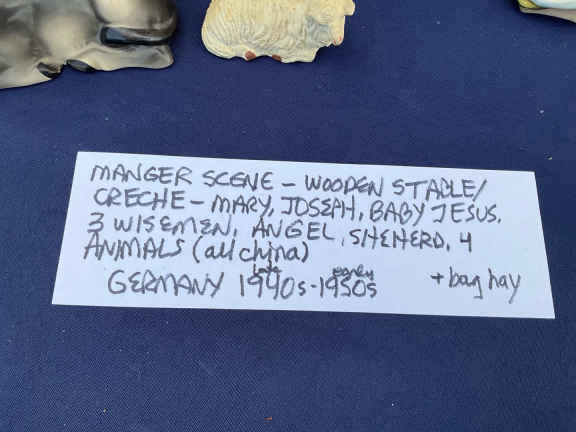 MANGER SCENE – WOODEN STABLE/
CRECHE – MARY, JOSEPH, BABY JESUS,
3 WISEMEN, ANGEL, SHEHERD, 4
ANIMALS (all china)
late early
GERMANY 1940s-1950s + bag hay